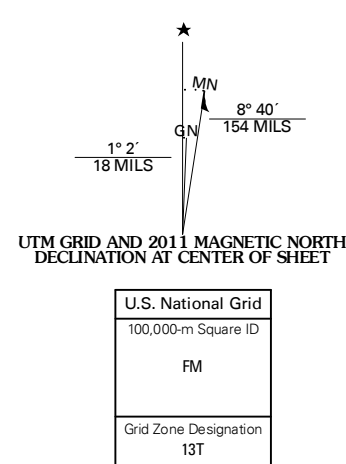 MN
GN
8° 40´
154 MILS
1° 2´
18 MILS
UTM GRID AND 2011 MAGNETIC NORTH
DECLINATION AT CENTER OF SHEET
U.S. National Grid
100,000-m Square ID
FM
Grid Zone Designation
13T